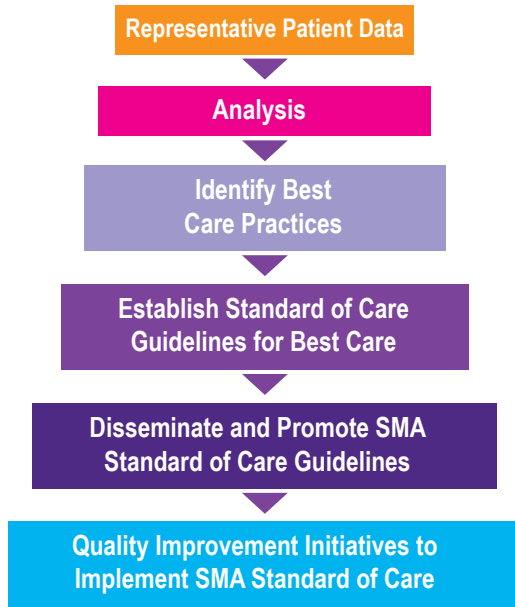 Representative Patient Data
Analysis
Identify Best
Care Practices
Establish Standard of Care
Guidelines for Best Care
Disseminate and Promote SMA
Standard of Care Guidelines
Quality Improvement Initiatives to
Implement SMA Standard of Care